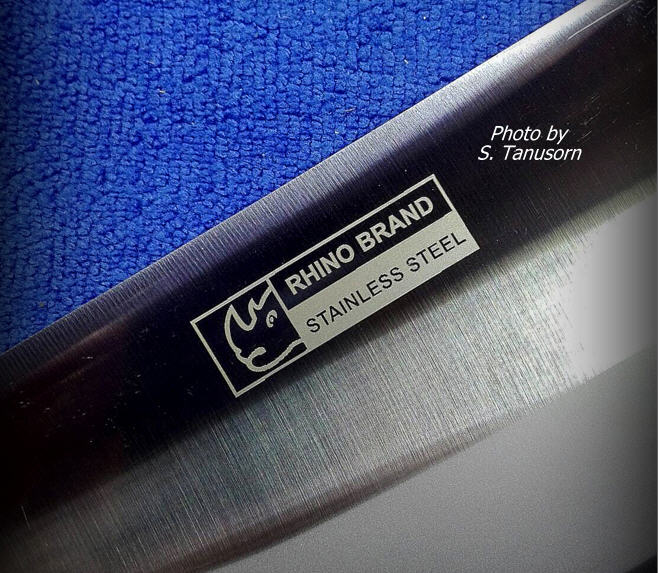 Photo by
S. Tanusorn
RHINO BRAND
STAINLESS STEEL